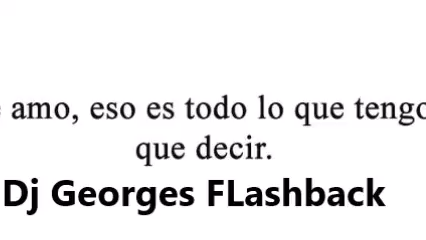 amo, eso es todo lo que tengo
que decir.
Dj Georges FLashback